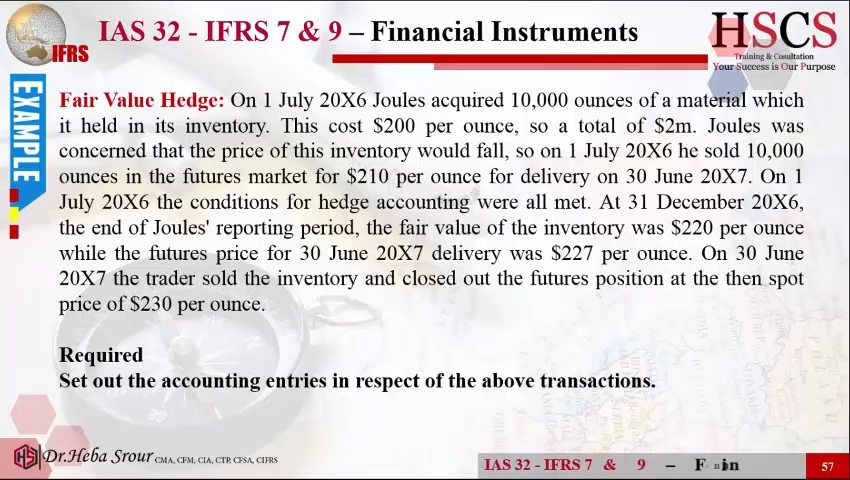 IAS 32 - IFRS 7 & 9 – Financial Instruments
IFRS
HSCS
Training & Cosultation
Your Success is Our Purpose
EXAMPLE
Fair Value Hedge: On 1 July 20X6 Joules acquired 10,000 ounces of a material which
it held in its inventory. This cost $200 per ounce, so a total of $2m. Joules was
concerned that the price of this inventory would fall, so on 1 July 20X6 he sold 10,000
ounces in the futures market for $210 per ounce for delivery on 30 June 20X7. On 1
July 20X6 the conditions for hedge accounting were all met. At 31 December 20X6,
the end of Joules' reporting period, the fair value of the inventory was $220 per ounce
while the futures price for 30 June 20X7 delivery was $227 per ounce. On 30 June
20X7 the trader sold the inventory and closed out the futures position at the then spot
price of $230 per ounce.
Required
Set out the accounting entries in respect of the above transactions.
HS Dr.Heba Srour CMA, CFM, CIA, CTP, CFSA, CIFRS
IAS 32 - IFRS 7 & 9 –
57